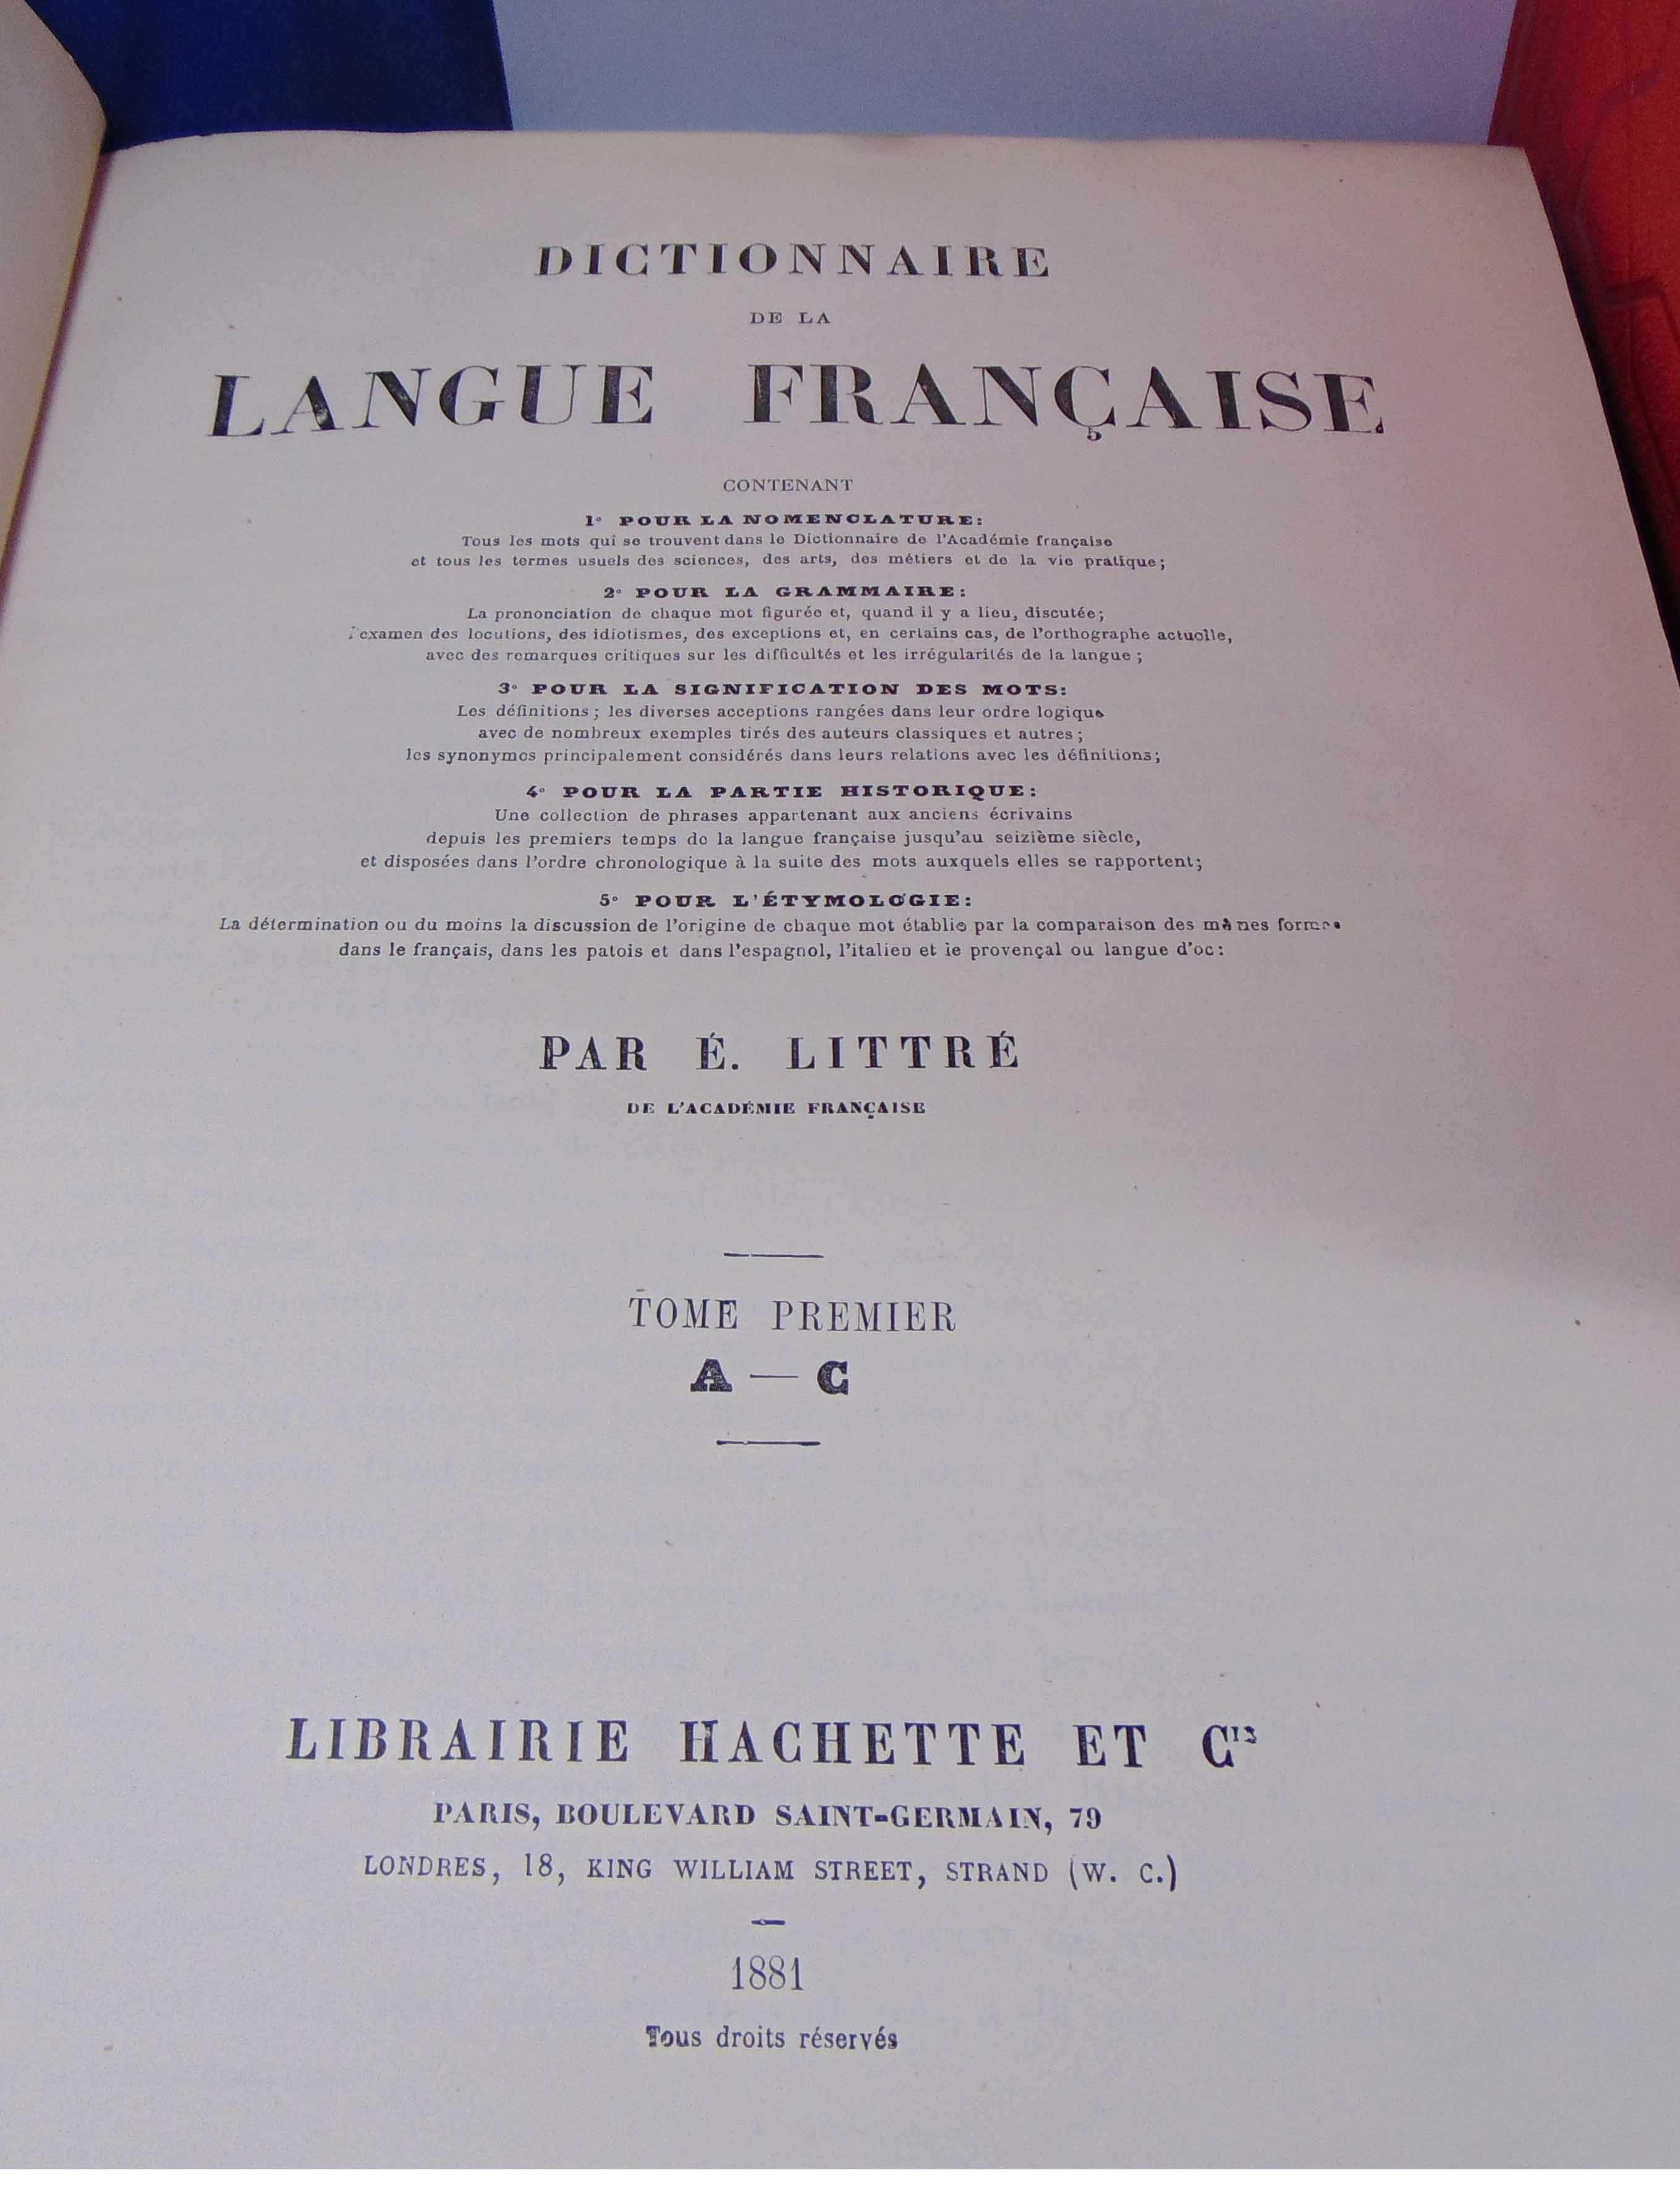 DICTIONNAIRE
DE LA
LANGUE FRANÇAISE
CONTENANT
1° POUR LA NOMENCLATURE:
Tous les mots qui se trouvent dans le Dictionnaire de l'Académie française
et tous les termes usuels des sciences, des arts, des métiers et de la vie pratique;
2° POUR LA GRAMMAIRE:
La prononciation de chaque mot figurée et, quand il y a lieu, discutée;
l'examen des locutions, des idiotismes, des exceptions et, en certains cas, de l'orthographe actuelle,
avec des remarques critiques sur les difficultés et les irrégularités de la langue;
3° POUR LA SIGNIFICATION DES MOTS:
Les définitions; les diverses acceptions rangées dans leur ordre logique
avec de nombreux exemples tirés des auteurs classiques et autres;
les synonymes principalement considérés dans leurs relations avec les définitions;
4° POUR LA PARTIE HISTORIQUE:
Une collection de phrases appartenant aux anciens écrivains
depuis les premiers temps de la langue française jusqu'au seizième siècle,
et disposées dans l'ordre chronologique à la suite des mots auxquels elles se rapportent;
5° POUR L'ÉTYMOLOGIE:
La détermination ou du moins la discussion de l'origine de chaque mot établie par la comparaison des mêmes formes
dans le français, dans les patois et dans l'espagnol, l'italien et le provençal ou langue d'oc:
PAR É. LITTRÉ
DE L'ACADÉMIE FRANÇAISE
TOME PREMIER
A — C
LIBRAIRIE HACHETTE ET Cie
PARIS, BOULEVARD SAINT-GERMAIN, 79
LONDRES, 18, KING WILLIAM STREET, STRAND (W. C.)
1881
Tous droits réservés